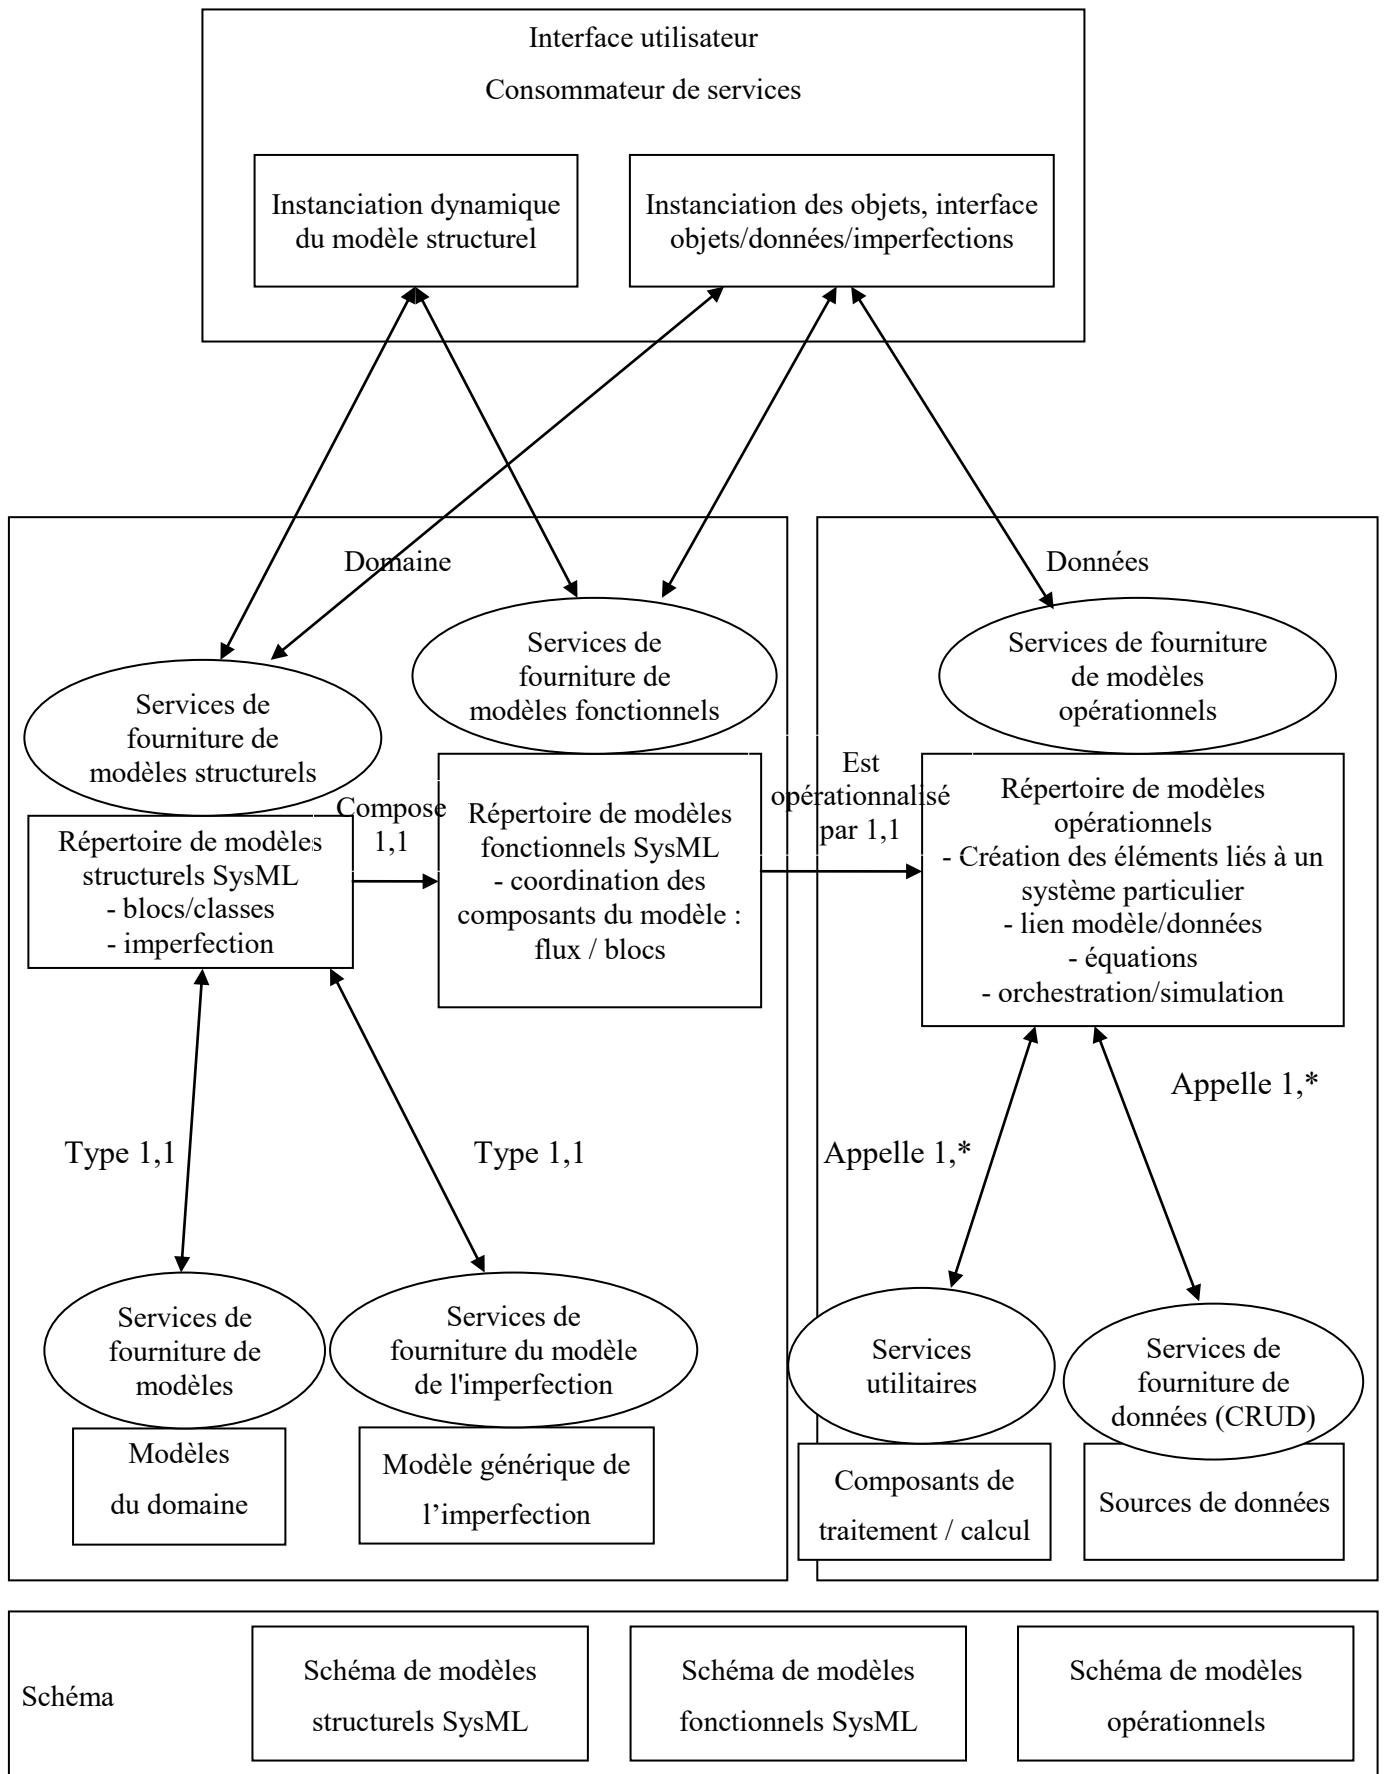 Interface utilisateur
Consommateur de services
Instanciation dynamique
du modèle structurel
Instanciation des objets, interface
objets/données/imperfections
Domaine
Services de
fourniture de
modèles structurels
Services de
fourniture de
modèles fonctionnels
Répertoire de modèles
structurels SysML
- blocs/classes
- imperfection
Compose
1,1
Répertoire de modèles
fonctionnels SysML
- coordination des
composants du modèle :
flux / blocs
Est
opérationnalisé
par 1,1
Données
Services de fourniture
de modèles
opérationnels
Répertoire de modèles
opérationnels
- Création des éléments liés à un
système particulier
- lien modèle/données
- équations
- orchestration/simulation
Type 1,1
Type 1,1
Appelle 1,*
Appelle 1,*
Services de
fourniture de
modèles
Modèles
du domaine
Services de
fourniture du modèle
de l'imperfection
Modèle générique de
l’imperfection
Services
utilitaires
Composants de
traitement / calcul
Services de
fourniture de
données (CRUD)
Sources de données
Schéma
Schéma de modèles
structurels SysML
Schéma de modèles
fonctionnels SysML
Schéma de modèles
opérationnels